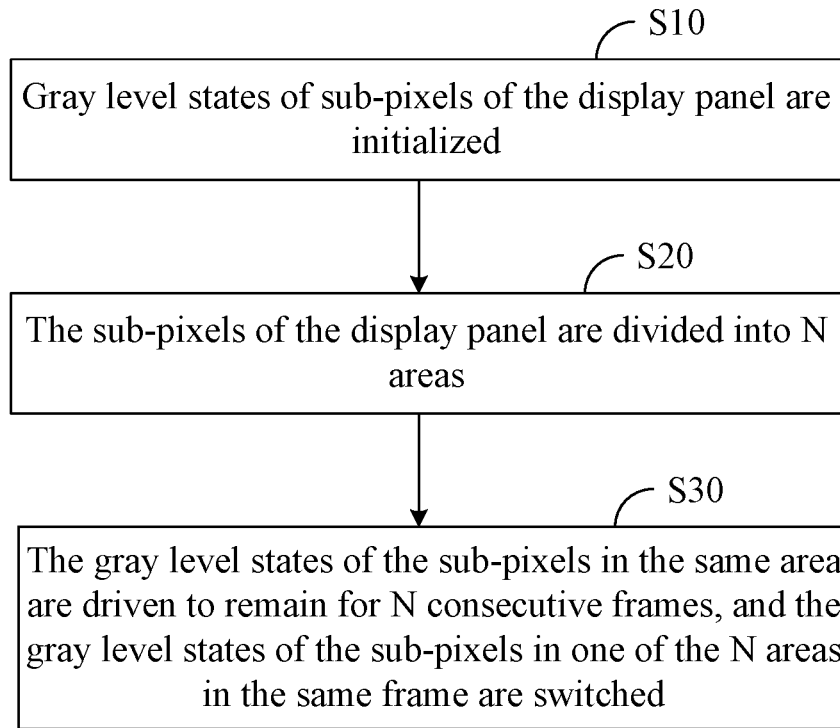 S10
Gray level states of sub-pixels of the display panel are
initialized
S20
The sub-pixels of the display panel are divided into N
areas
S30
The gray level states of the sub-pixels in the same area
are driven to remain for N consecutive frames, and the
gray level states of the sub-pixels in one of the N areas
in the same frame are switched